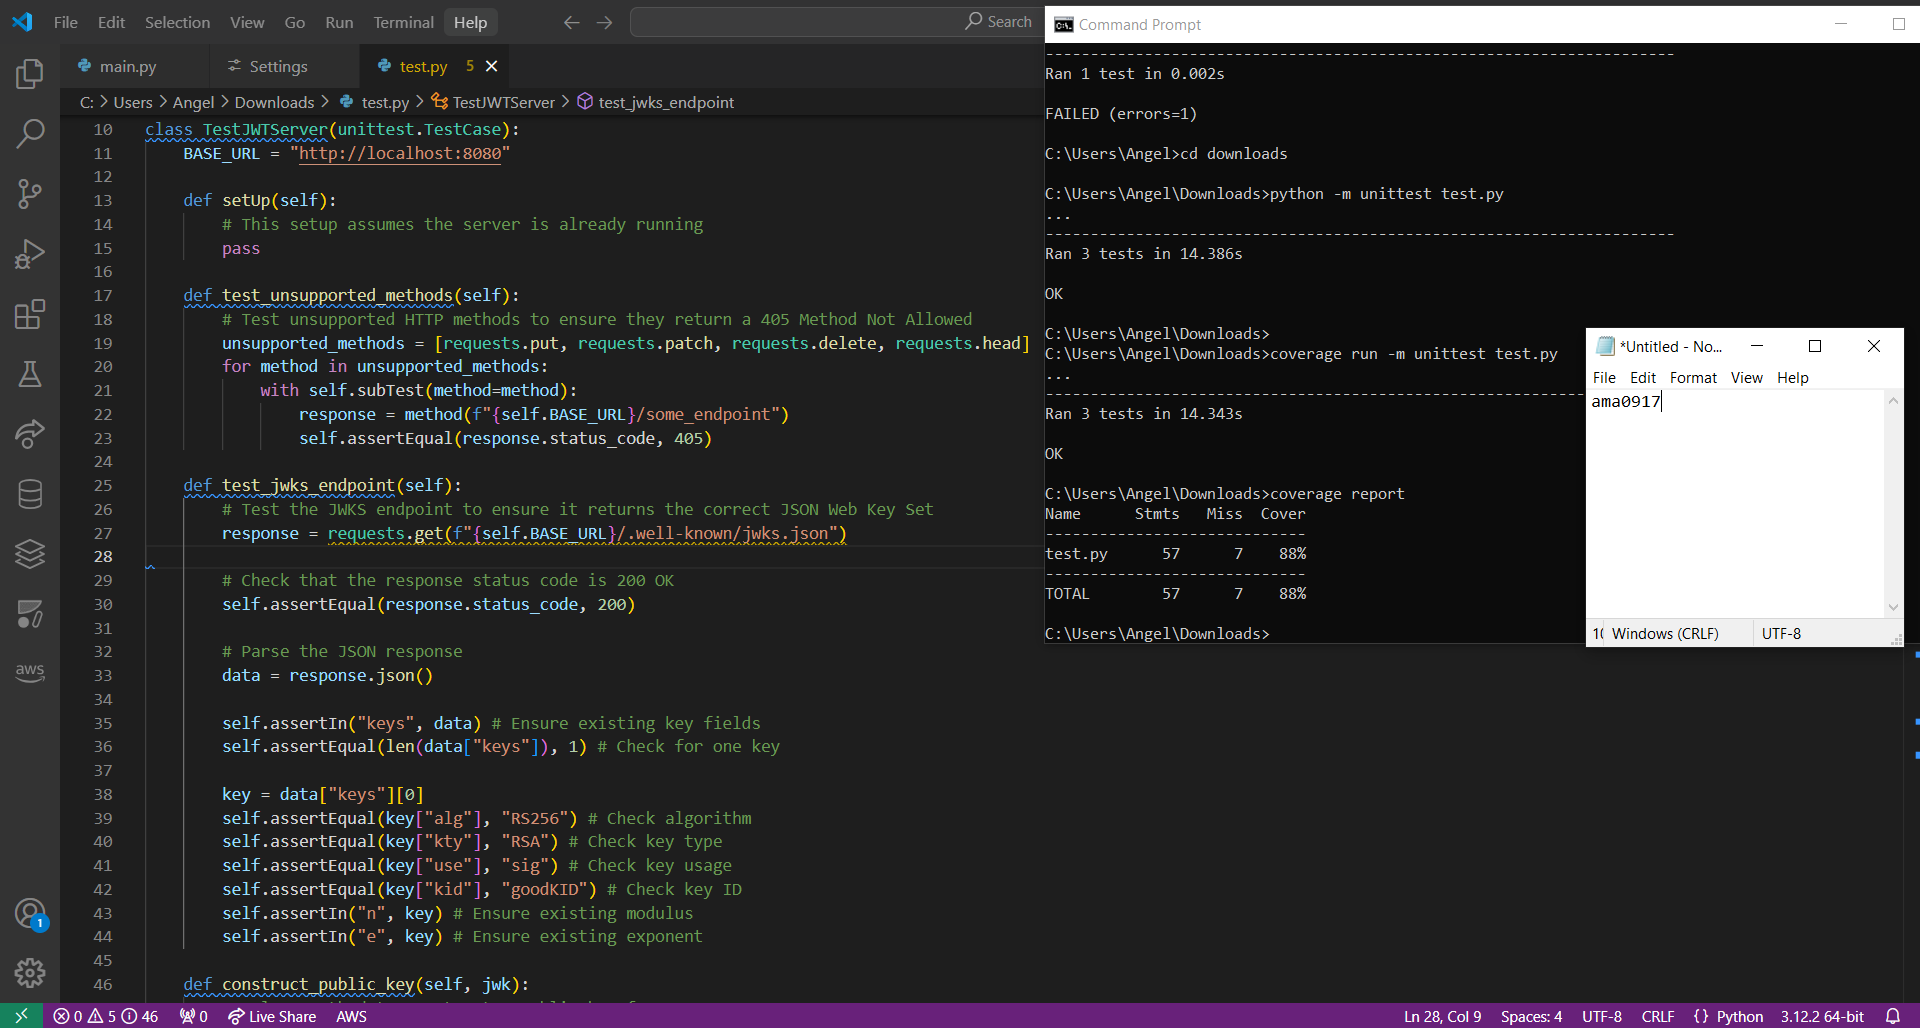 File Edit Selection View Go Run Terminal Help
Search
main.py
Settings
test.py 5
C: > Users > Angel > Downloads > test.py > TestJWTServer > test_jwks_endpoint
10 class TestJWTServer(unittest.TestCase):
11     BASE_URL = "http://localhost:8080"
12
13     def setUp(self):
14         # This setup assumes the server is already running
15         pass
16
17     def test_unsupported_methods(self):
18         # Test unsupported HTTP methods to ensure they return a 405 Method Not Allowed
19         unsupported_methods = [requests.put, requests.patch, requests.delete, requests.head]
20         for method in unsupported_methods:
21             with self.subTest(method=method):
22                 response = method(f"{self.BASE_URL}/some_endpoint")
23                 self.assertEqual(response.status_code, 405)
24
25     def test_jwks_endpoint(self):
26         # Test the JWKS endpoint to ensure it returns the correct JSON Web Key Set
27         response = requests.get(f"{self.BASE_URL}/.well-known/jwks.json")
28
29         # Check that the response status code is 200 OK
30         self.assertEqual(response.status_code, 200)
31
32         # Parse the JSON response
33         data = response.json()
34
35         self.assertIn("keys", data) # Ensure existing key fields
36         self.assertEqual(len(data["keys"]), 1) # Check for one key
37
38         key = data["keys"][0]
39         self.assertEqual(key["alg"], "RS256") # Check algorithm
40         self.assertEqual(key["kty"], "RSA") # Check key type
41         self.assertEqual(key["use"], "sig") # Check key usage
42         self.assertEqual(key["kid"], "goodKID") # Check key ID
43         self.assertIn("n", key) # Ensure existing modulus
44         self.assertIn("e", key) # Ensure existing exponent
45
46     def construct_public_key(self, jwk):
aws
1
0 5 46 0 Live Share AWS
Ln 28, Col 9 Spaces: 4 UTF-8 CRLF {} Python 3.12.2 64-bit
Command Prompt
----------------------------------------------------------------------
Ran 1 test in 0.002s
FAILED (errors=1)
C:\Users\Angel>cd downloads
C:\Users\Angel\Downloads>python -m unittest test.py
...
----------------------------------------------------------------------
Ran 3 tests in 14.386s
OK
C:\Users\Angel\Downloads>
C:\Users\Angel\Downloads>coverage run -m unittest test.py
...
----------------------------------------------------------------------
Ran 3 tests in 14.343s
OK
C:\Users\Angel\Downloads>coverage report
Name      Stmts   Miss  Cover
-----------------------------
test.py      57      7    88%
-----------------------------
TOTAL        57      7    88%
C:\Users\Angel\Downloads>
*Untitled - No...
File Edit Format View Help
ama0917
Windows (CRLF) UTF-8